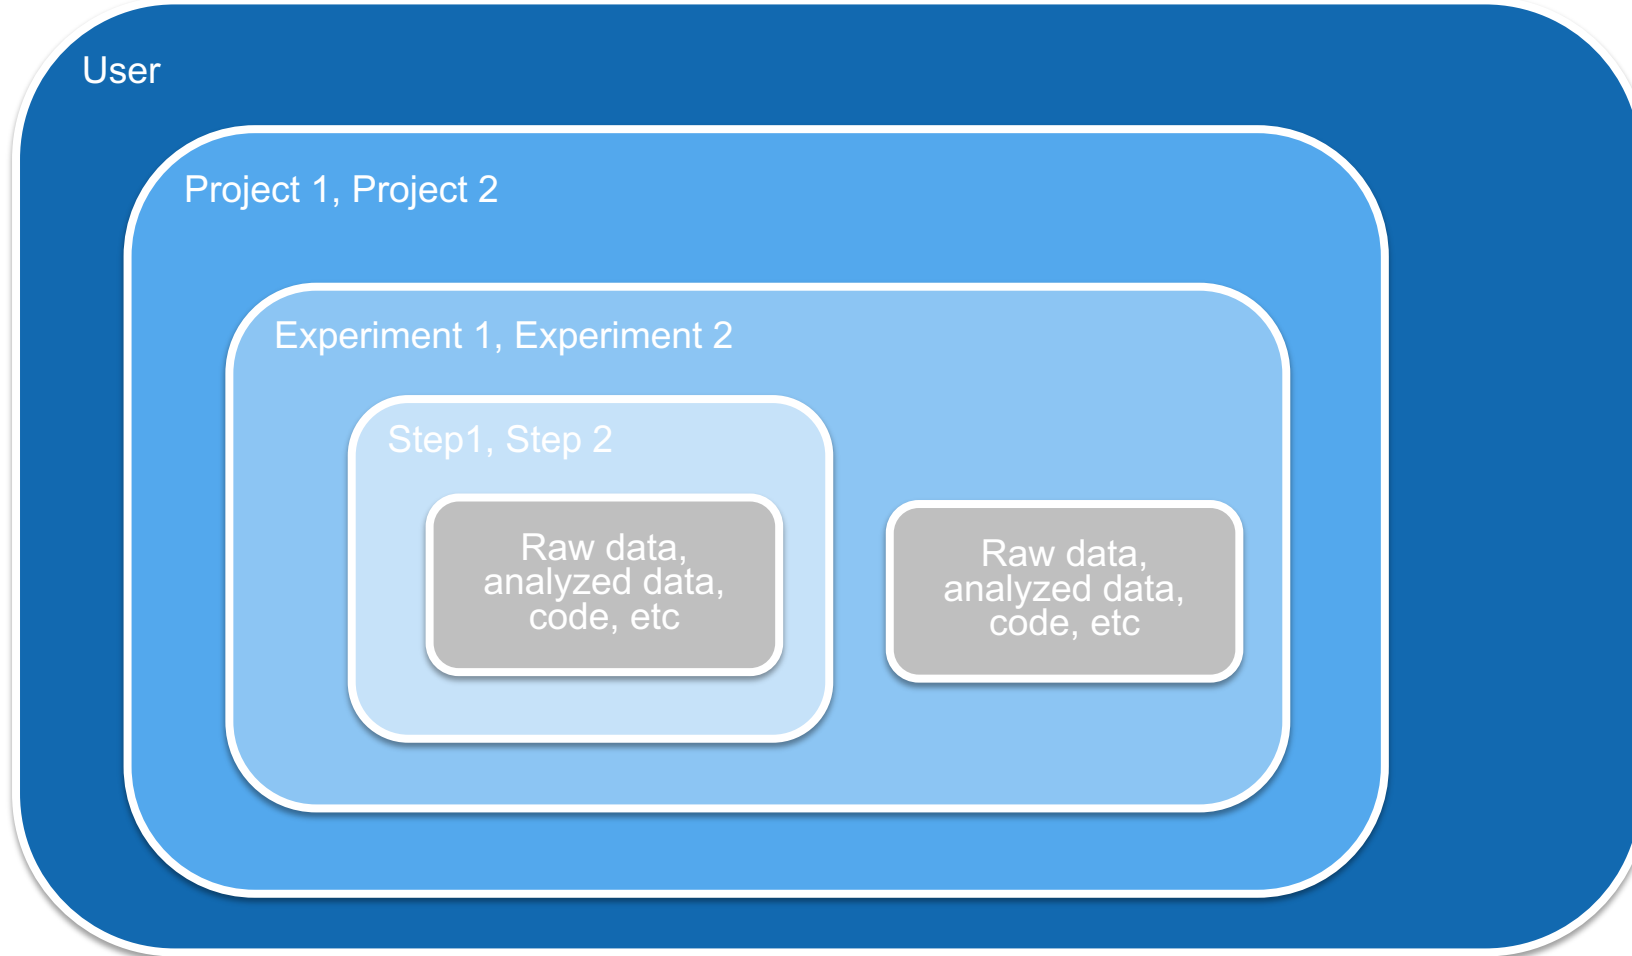 User
Project 1, Project 2
Experiment 1, Experiment 2
Step1, Step 2
Raw data,
analyzed data,
code, etc
Raw data,
analyzed data,
code, etc